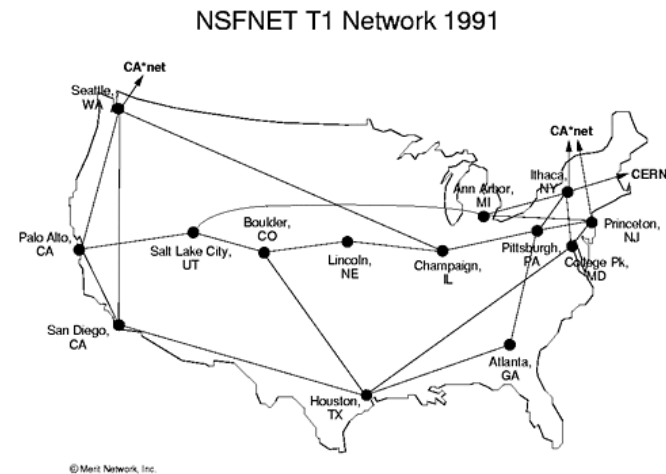 NSFNET T1 Network 1991
CA*net
Seattle,
WA
CA*net
Ithaca,
NY
CERN
Ann Arbor,
MI
Boulder,
CO
Palo Alto,
CA
Salt Lake City,
UT
Lincoln,
NE
Champaign,
IL
Pittsburgh,
PA
Princeton,
NJ
College Pk,
MD
San Diego,
CA
Atlanta,
GA
Houston,
TX
© Merit Network, Inc.